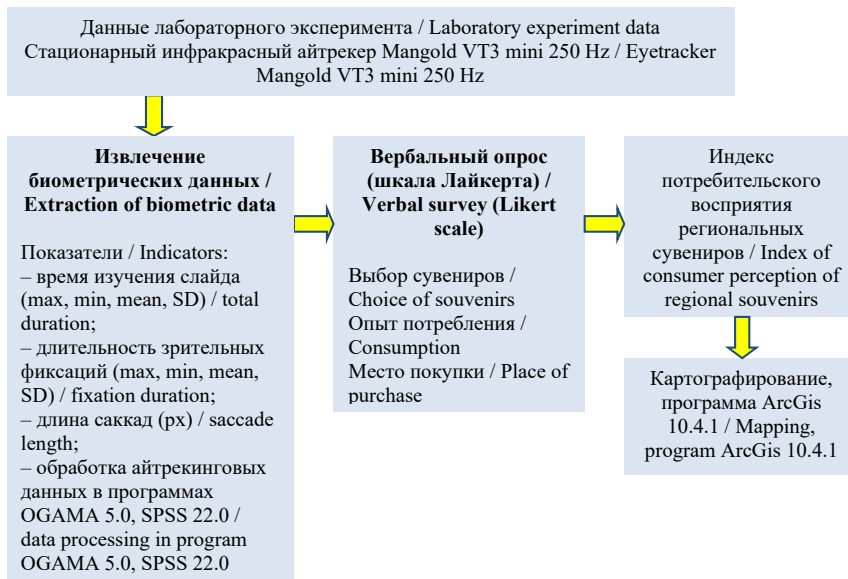 Данные лабораторного эксперимента / Laboratory experiment data
Стационарный инфракрасный айтрекер Mangold VT3 mini 250 Hz / Eyetracker
Mangold VT3 mini 250 Hz
Извлечение
биометрических данных /
Extraction of biometric data
Показатели / Indicators:
– время изучения слайда
(max, min, mean, SD) / total
duration;
– длительность зрительных
фиксаций (max, min, mean,
SD) / fixation duration;
– длина саккад (px) / saccade
length;
– обработка айтрекинговых
данных в программах
OGAMA 5.0, SPSS 22.0 /
data processing in program
OGAMA 5.0, SPSS 22.0
Вербальный опрос
(шкала Лайкерта) /
Verbal survey (Likert
scale)
Выбор сувениров /
Choice of souvenirs
Опыт потребления /
Consumption
Место покупки / Place of
purchase
Индекс
потребительского
восприятия
региональных
сувениров / Index of
consumer perception of
regional souvenirs
Картографирование,
программа ArcGis
10.4.1 / Mapping,
program ArcGis 10.4.1